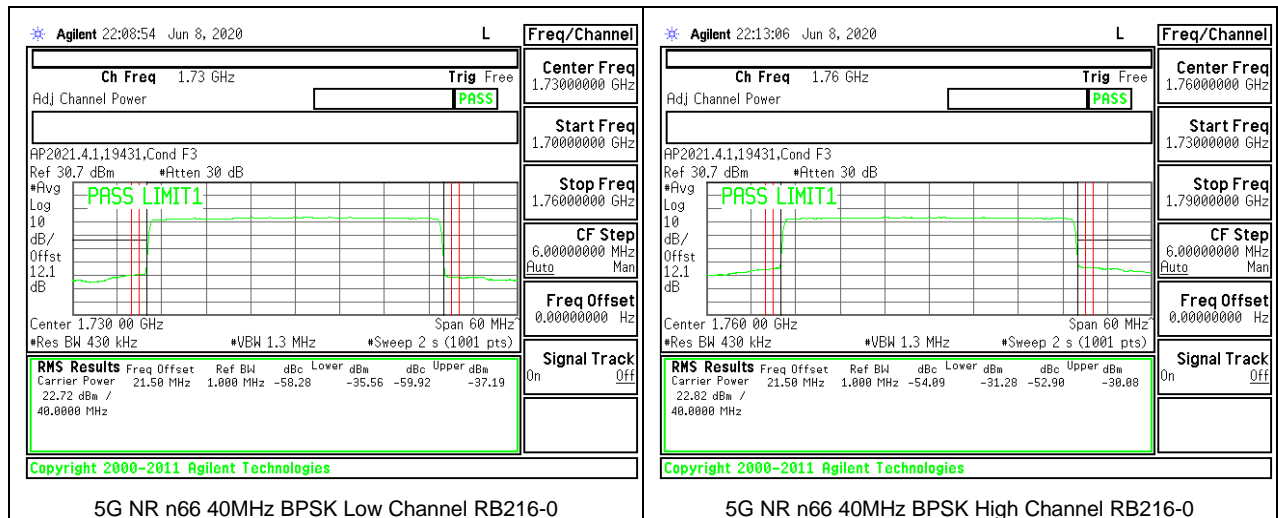 Agilent 22:08:54 Jun 8, 2020 L
Freq/Channel
Ch Freq 1.73 GHz Trig Free
Adj Channel Power PASS
AP2021.4.1,19431,Cond F3
Ref 30.7 dBm #Atten 30 dB
#Avg
Log
10
dB/
Offst
12.1
dB
PASS LIMIT1
Center 1.730 00 GHz Span 60 MHz^
#Res BW 430 kHz #VBW 1.3 MHz #Sweep 2 s (1001 pts)
RMS Results Freq Offset Ref BW dBc Lower dBm dBc Upper dBm
Carrier Power 21.50 MHz 1.000 MHz -58.28 -35.56 -59.92 -37.19
22.72 dBm /
40.0000 MHz
Center Freq
1.73000000 GHz
Start Freq
1.70000000 GHz
Stop Freq
1.76000000 GHz
CF Step
6.00000000 MHz
Auto Man
Freq Offset
0.00000000 Hz
Signal Track
On Off
Copyright 2000-2011 Agilent Technologies
5G NR n66 40MHz BPSK Low Channel RB216-0
Agilent 22:13:06 Jun 8, 2020 L
Freq/Channel
Ch Freq 1.76 GHz Trig Free
Adj Channel Power PASS
AP2021.4.1,19431,Cond F3
Ref 30.7 dBm #Atten 30 dB
#Avg
Log
10
dB/
Offst
12.1
dB
PASS LIMIT1
Center 1.760 00 GHz Span 60 MHz^
#Res BW 430 kHz #VBW 1.3 MHz #Sweep 2 s (1001 pts)
RMS Results Freq Offset Ref BW dBc Lower dBm dBc Upper dBm
Carrier Power 21.50 MHz 1.000 MHz -54.09 -31.28 -52.90 -30.08
22.82 dBm /
40.0000 MHz
Center Freq
1.76000000 GHz
Start Freq
1.73000000 GHz
Stop Freq
1.79000000 GHz
CF Step
6.00000000 MHz
Auto Man
Freq Offset
0.00000000 Hz
Signal Track
On Off
Copyright 2000-2011 Agilent Technologies
5G NR n66 40MHz BPSK High Channel RB216-0